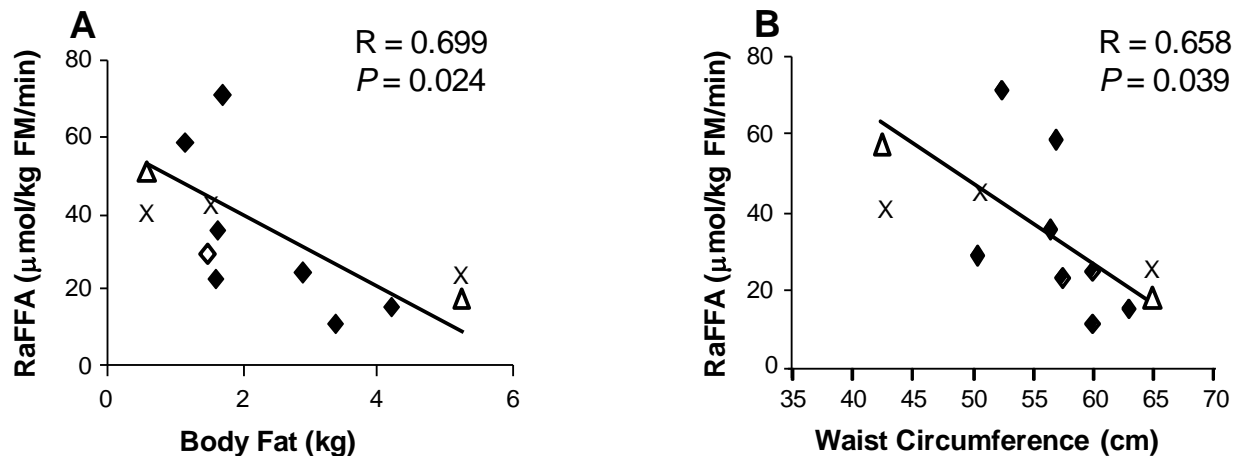 A
R = 0.699
P = 0.024
RaFFA (μmol/kg FM/min)
80
60
40
20
0
0 2 4 6
Body Fat (kg)
B
R = 0.658
P = 0.039
RaFFA (μmol/kg FM/min)
80
60
40
20
0
35 40 45 50 55 60 65 70
Waist Circumference (cm)